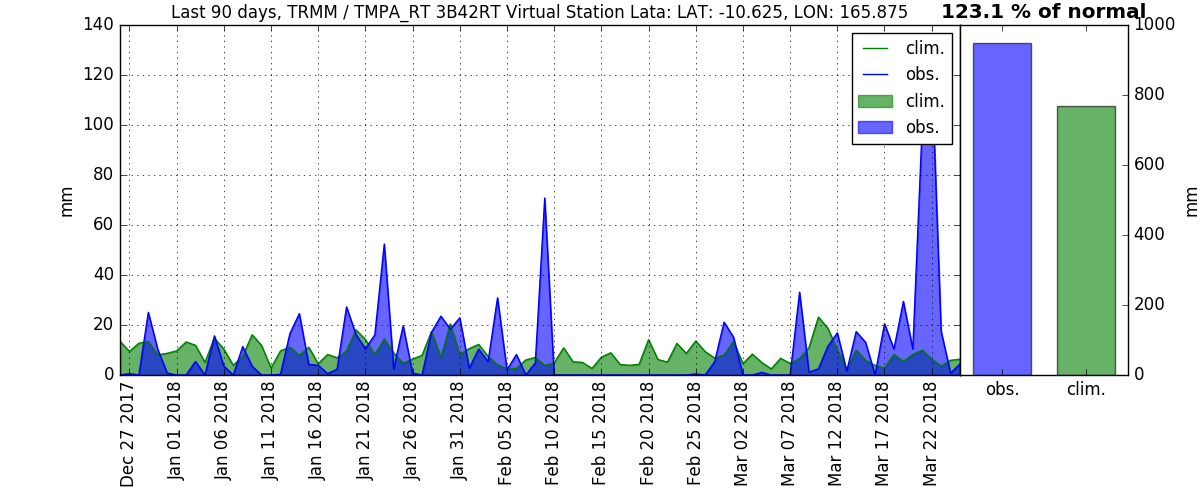 Last 90 days, TRMM / TMPA_RT 3B42RT Virtual Station Lata: LAT: -10.625, LON: 165.875
123.1 % of normal
140
120
100
80
60
40
20
0
mm
clim.
obs.
clim.
obs.
Dec 27 2017
Jan 01 2018
Jan 06 2018
Jan 11 2018
Jan 16 2018
Jan 21 2018
Jan 26 2018
Jan 31 2018
Feb 05 2018
Feb 10 2018
Feb 15 2018
Feb 20 2018
Feb 25 2018
Mar 02 2018
Mar 07 2018
Mar 12 2018
Mar 17 2018
Mar 22 2018
1000
800
600
400
200
0
mm
obs.
clim.